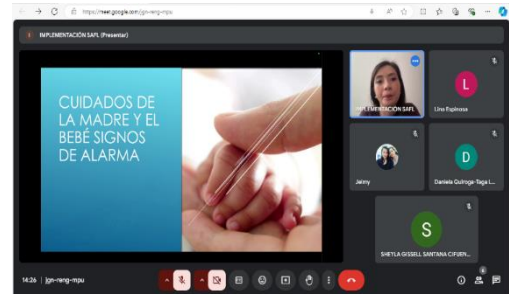 https://meet.google.com/jgn-reng-mpu
IMPLEMENTACIÓN SAFL (Presentar)
CUIDADOS DE
LA MADRE Y EL
BEBÉ SIGNOS
DE ALARMA
IMPLEMENTACIÓN SAFL
L
Lina Espinosa
Jeimy
D
Daniela Quiroga-Taga L...
S
SHEYLA GISSELL SANTANA CIFUEN...
14:26 | jgn-reng-mpu
6